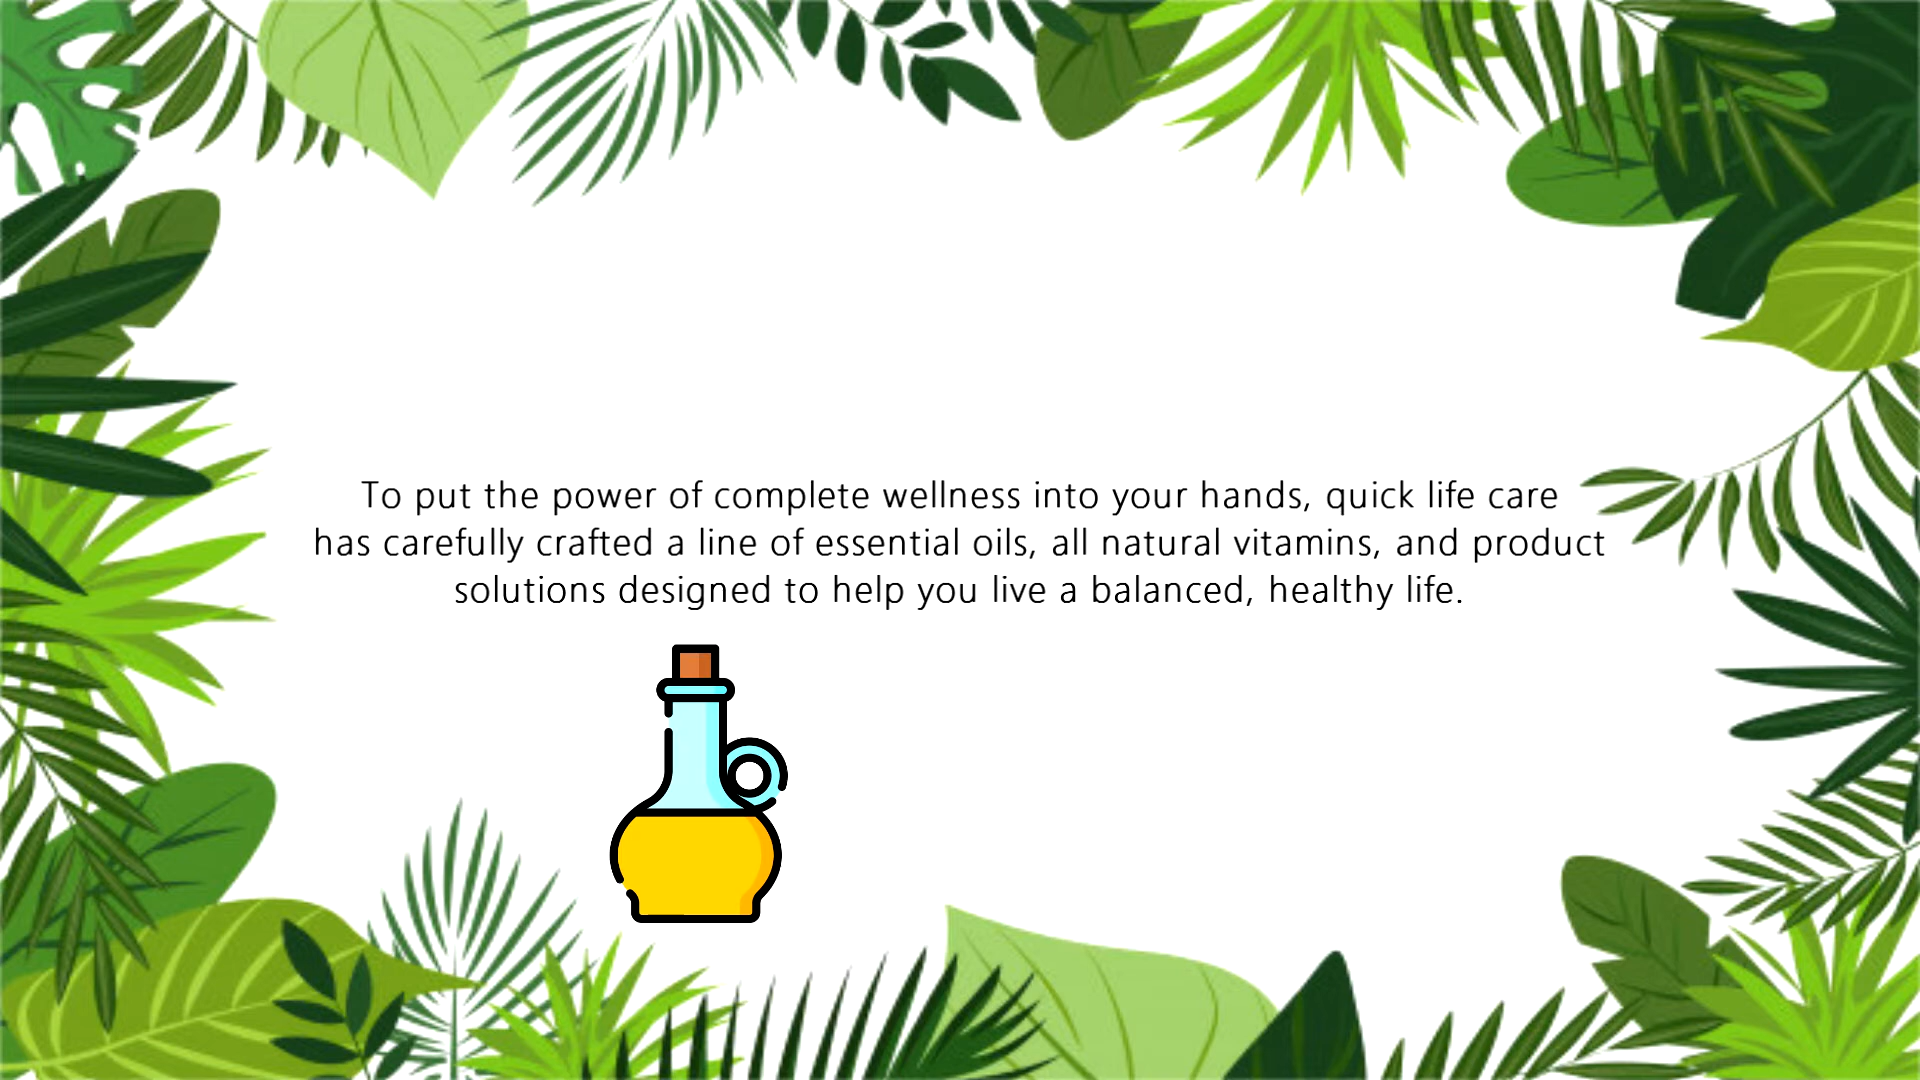 To put the power of complete wellness into your hands, quick life care
has carefully crafted a line of essential oils, all natural vitamins, and product
solutions designed to help you live a balanced, healthy life.